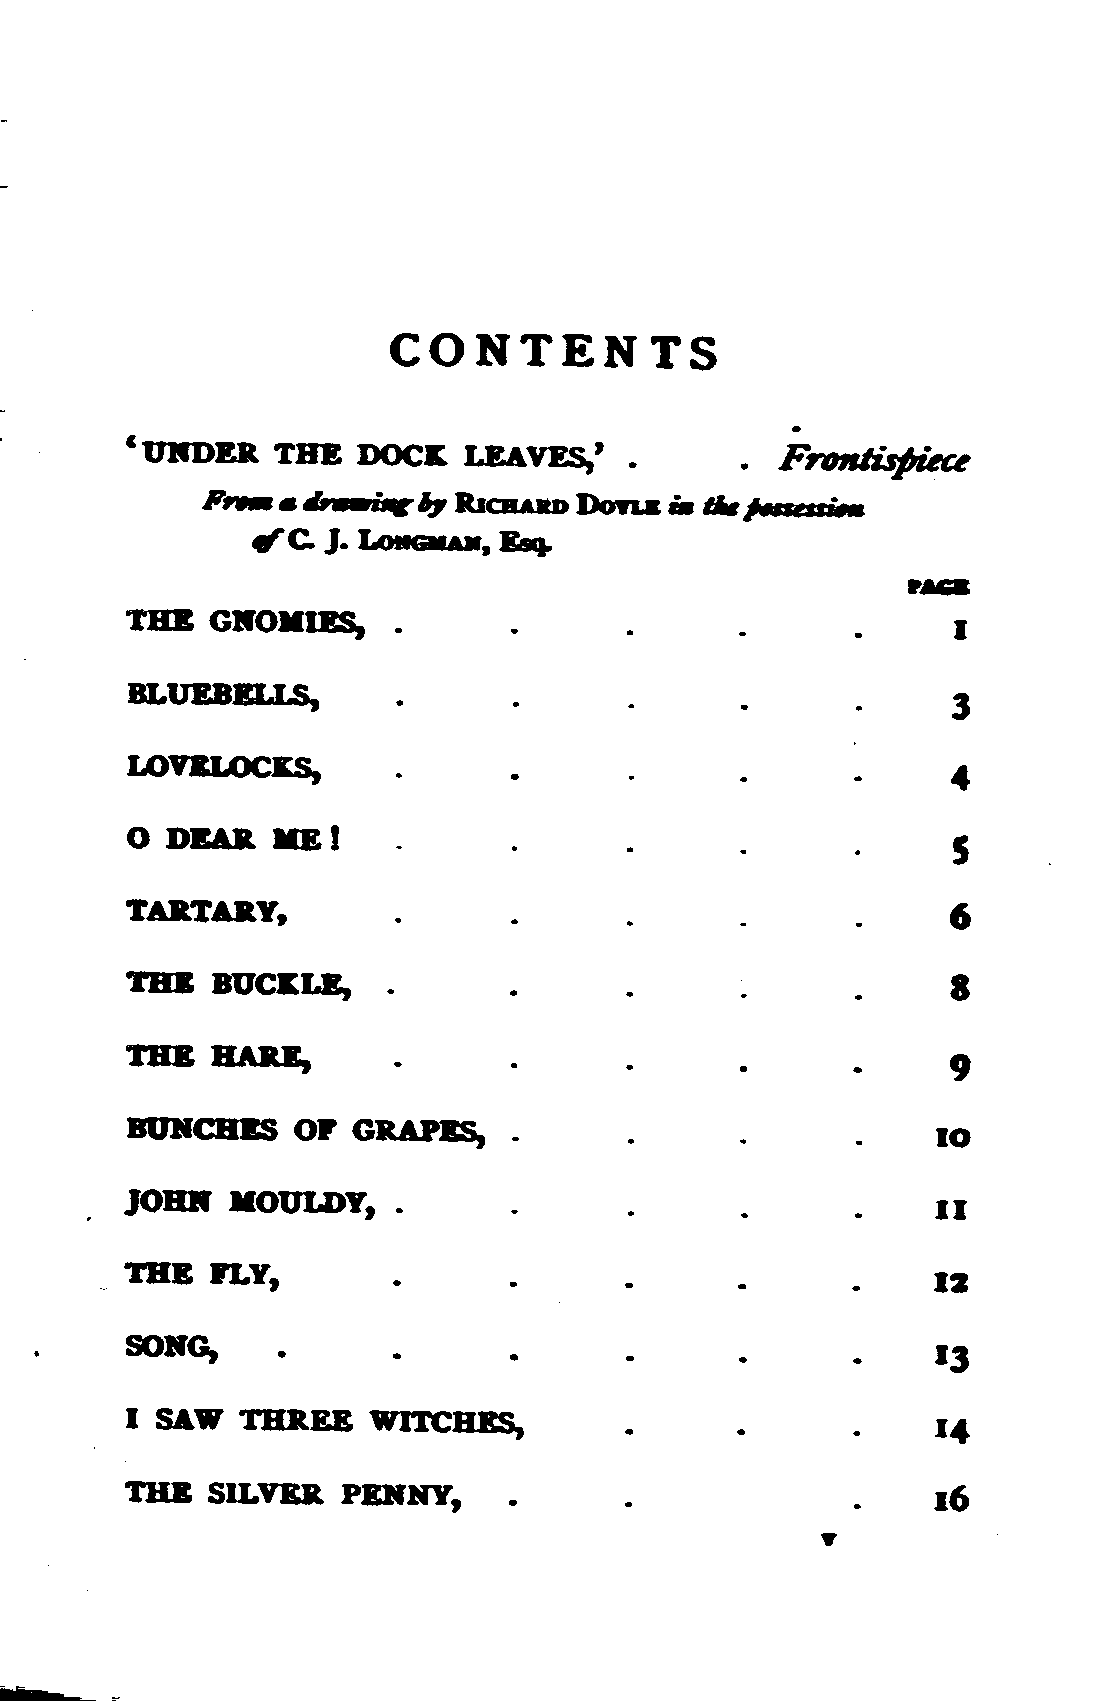 CONTENTS
‘UNDER THE DOCK LEAVES,’ . . Frontispiece
From a drawing by RICHARD DOYLE in the possession
of C. J. LONGMAN, Esq.
PAGE
THE GNOMIES, . . . . . 1
BLUEBELLS, . . . . . 3
LOVELOCKS, . . . . . 4
O DEAR ME! . . . . . 5
TARTARY, . . . . . 6
THE BUCKLE, . . . . . 8
THE HARE, . . . . . 9
BUNCHES OF GRAPES, . . . . 10
JOHN MOULDY, . . . . . 11
THE FLY, . . . . . 12
SONG, . . . . . . 13
I SAW THREE WITCHES, . . . 14
THE SILVER PENNY, . . . 16
v